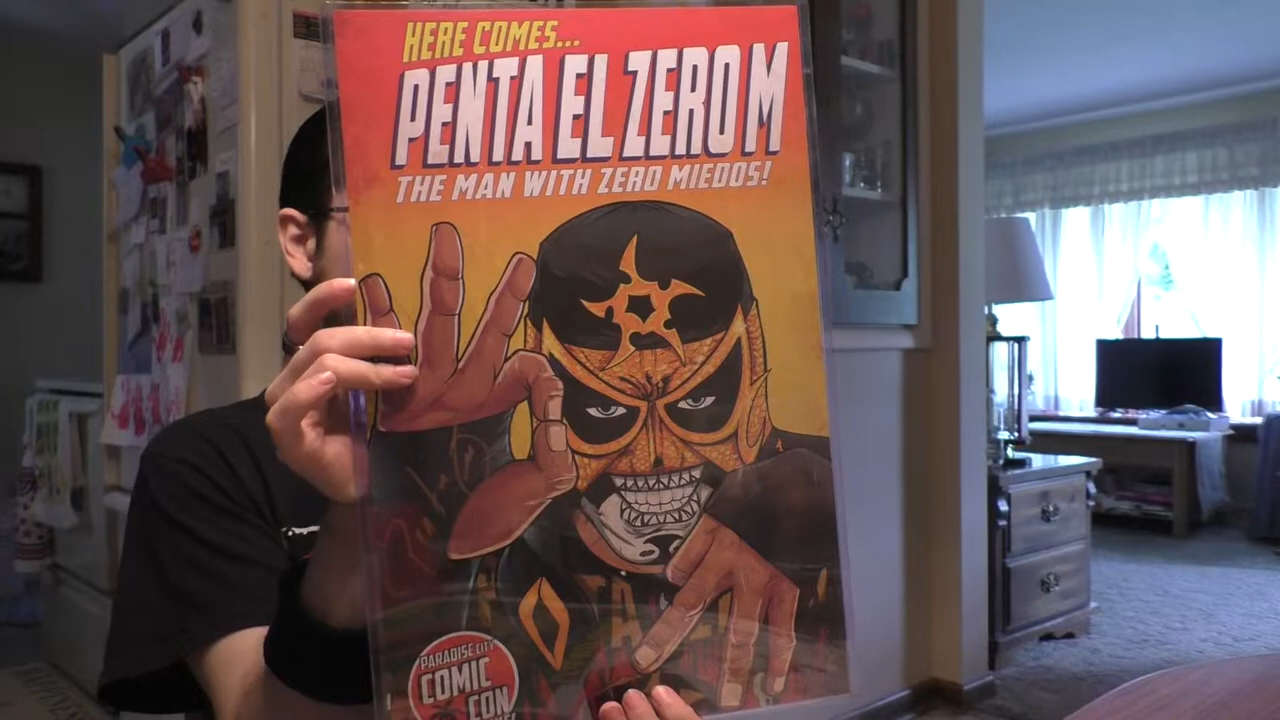 HERE COMES...
PENTA EL ZERO M
THE MAN WITH ZERO MIEDOS!
PARADISE CITY
COMIC
CON